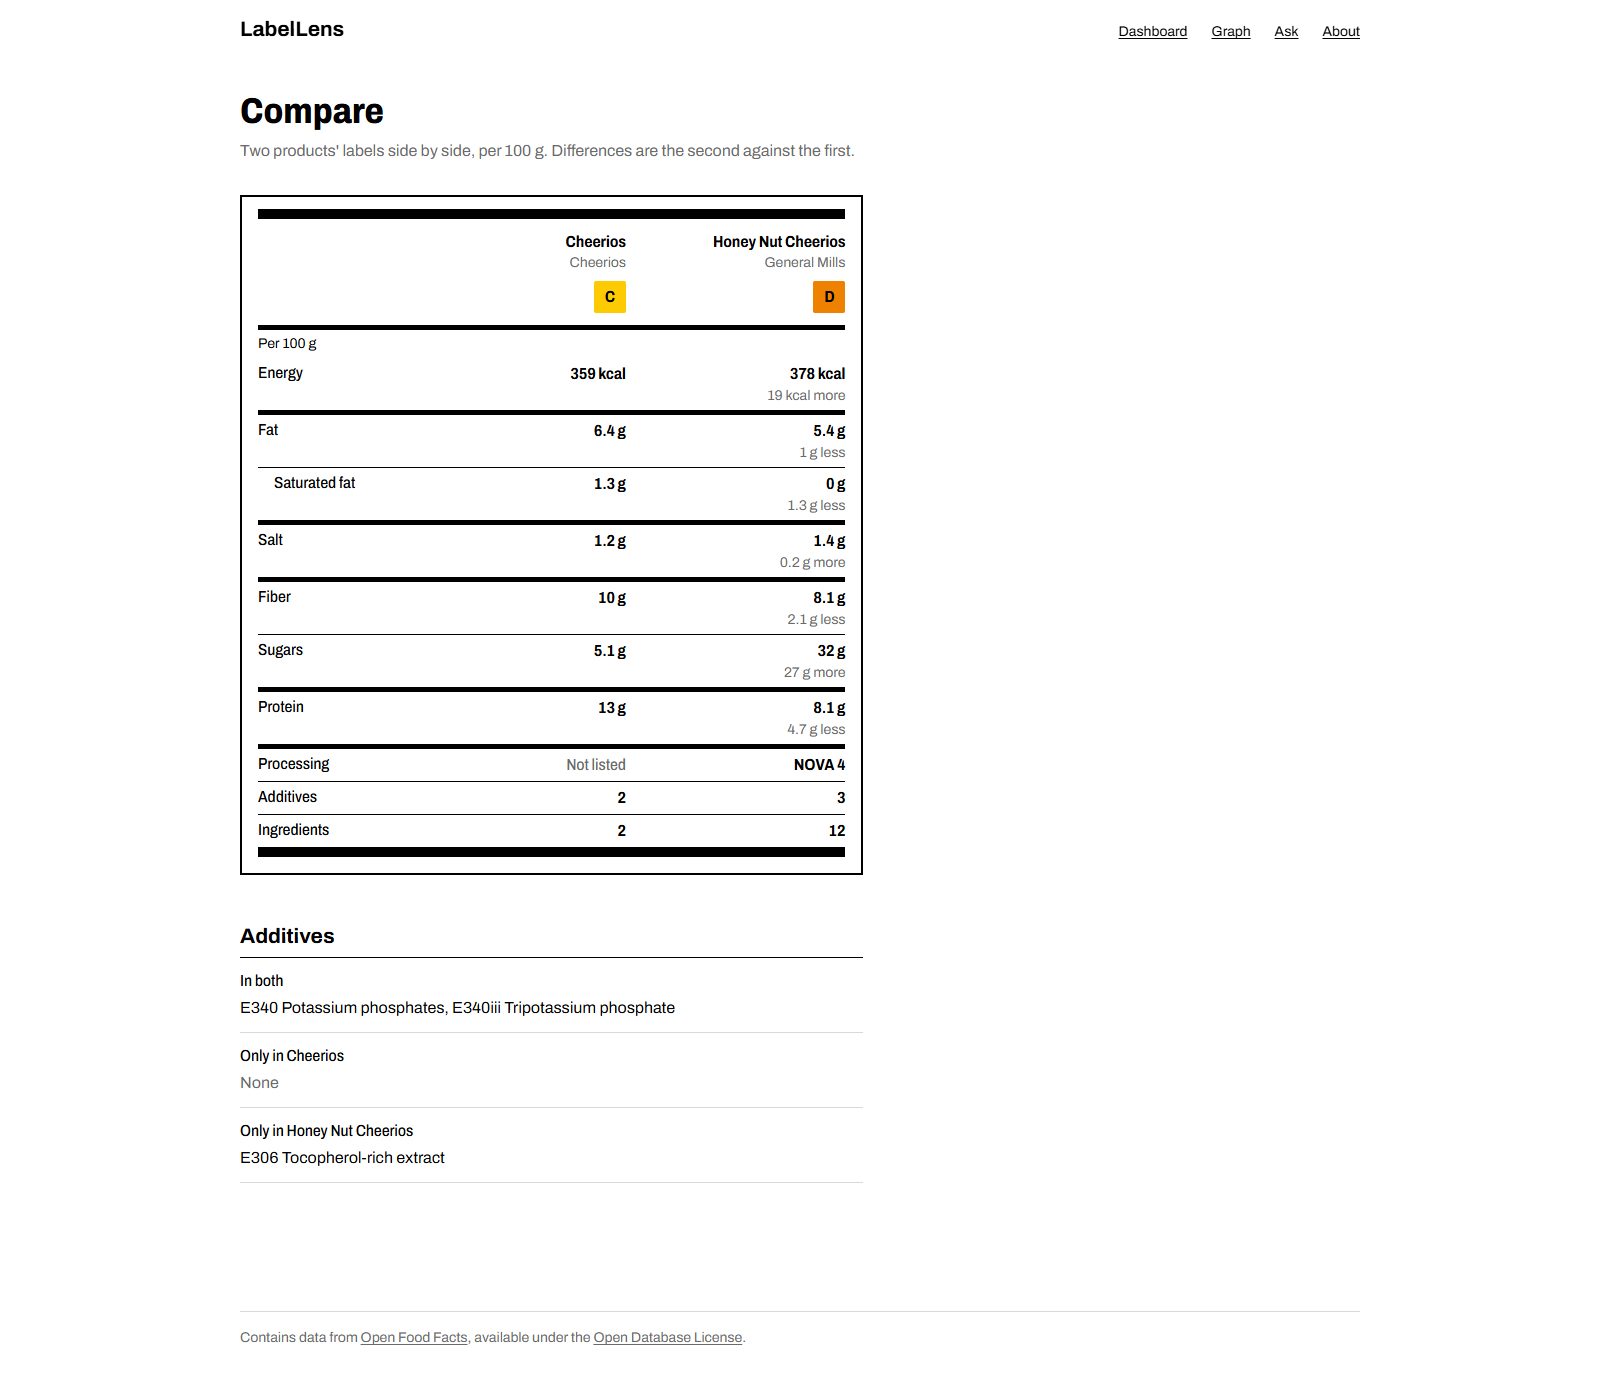 LabelLens Dashboard Graph Ask About
Compare
Two products' labels side by side, per 100 g. Differences are the second against the first.
Cheerios Honey Nut Cheerios
Cheerios General Mills
C D
Per 100 g
Energy 359 kcal 378 kcal
19 kcal more
Fat 6.4 g 5.4 g
1 g less
Saturated fat 1.3 g 0 g
1.3 g less
Salt 1.2 g 1.4 g
0.2 g more
Fiber 10 g 8.1 g
2.1 g less
Sugars 5.1 g 32 g
27 g more
Protein 13 g 8.1 g
4.7 g less
Processing Not listed NOVA 4
Additives 2 3
Ingredients 2 12
Additives
In both
E340 Potassium phosphates, E340iii Tripotassium phosphate
Only in Cheerios
None
Only in Honey Nut Cheerios
E306 Tocopherol-rich extract
Contains data from Open Food Facts, available under the Open Database License.